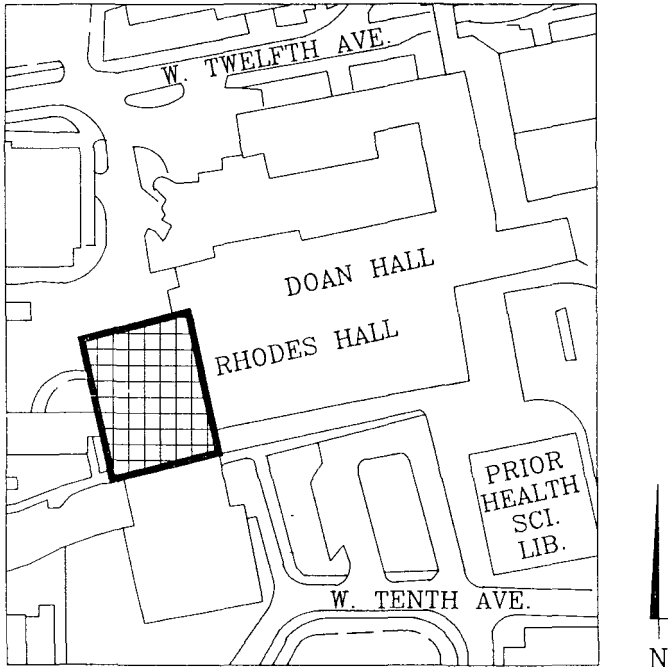 W. TWELFTH AVE.
DOAN HALL
RHODES HALL
PRIOR
HEALTH
SCI.
LIB.
W. TENTH AVE.
N